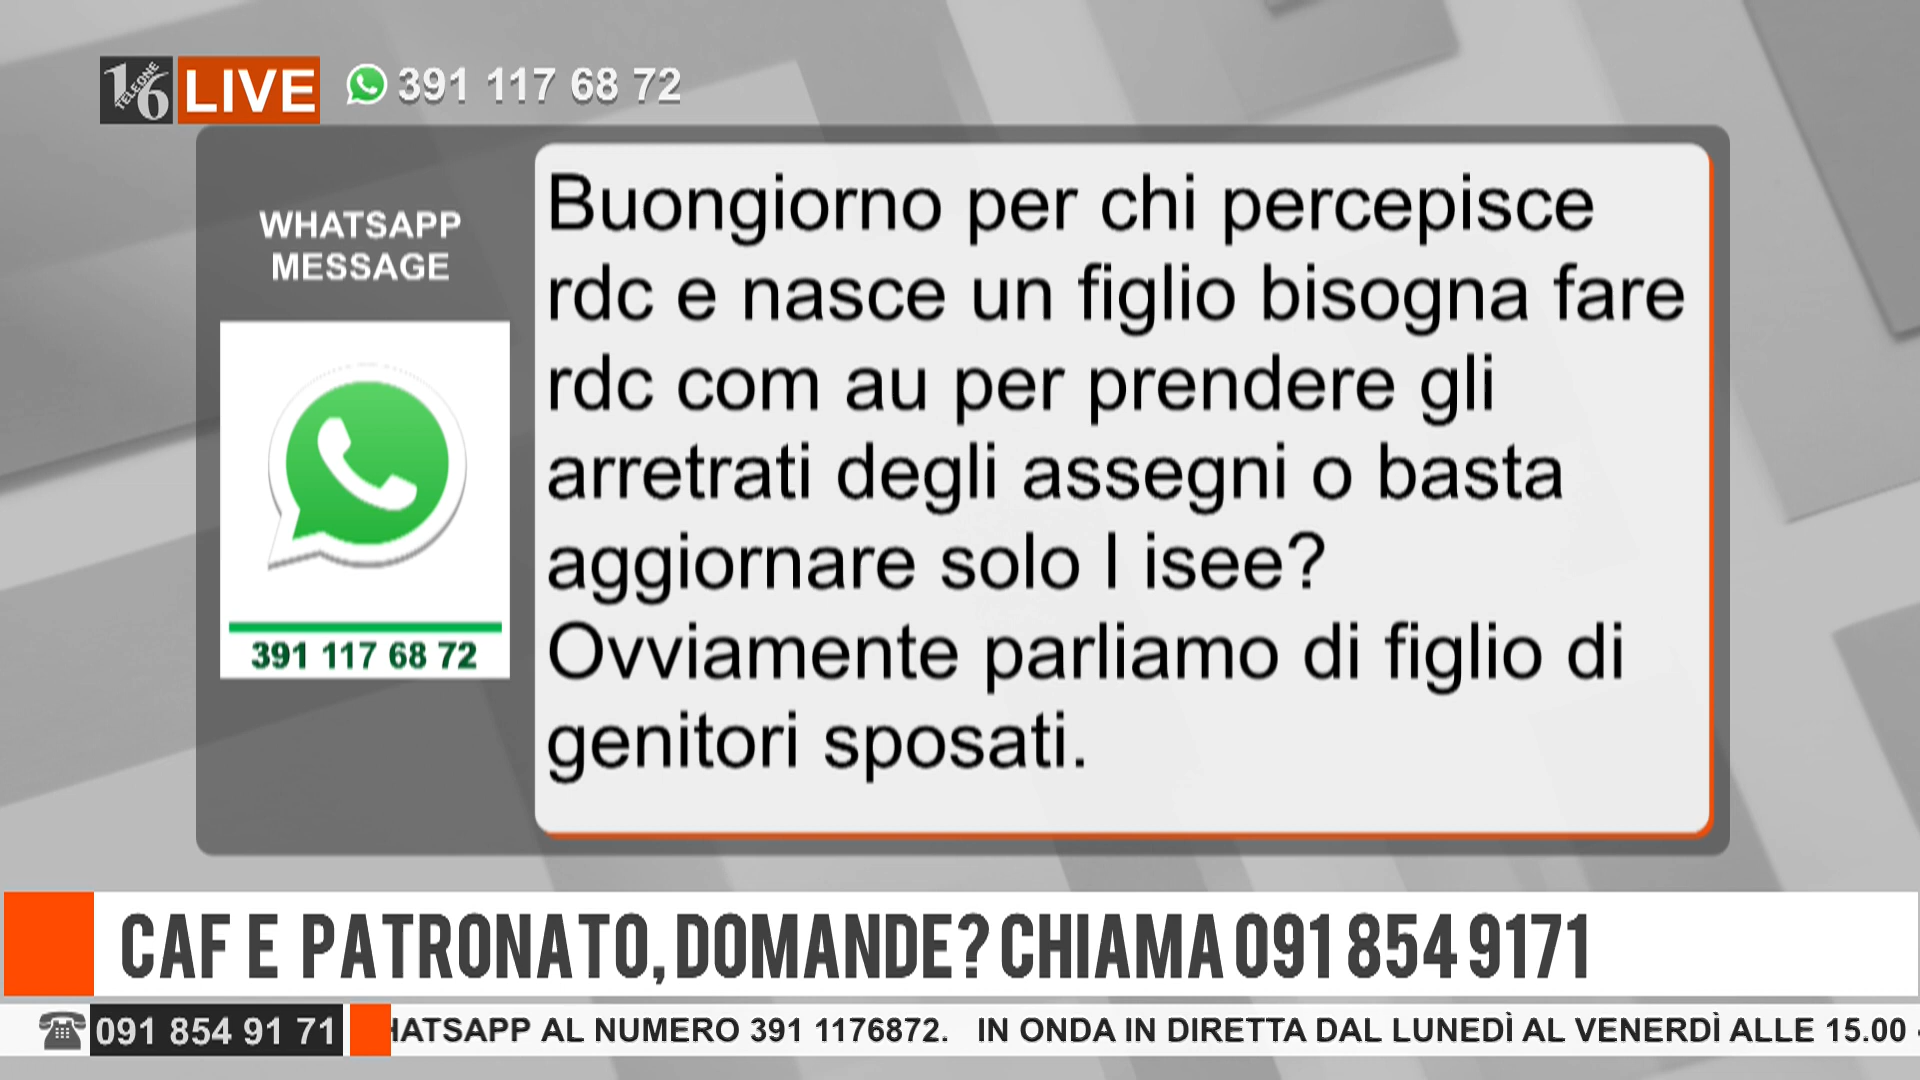 16
TELEONE
LIVE
391 117 68 72
WHATSAPP
MESSAGE
391 117 68 72
Buongiorno per chi percepisce
rdc e nasce un figlio bisogna fare
rdc com au per prendere gli
arretrati degli assegni o basta
aggiornare solo l isee?
Ovviamente parliamo di figlio di
genitori sposati.
CAF E PATRONATO, DOMANDE? CHIAMA 091 854 9171
091 854 91 71
HATSAPP AL NUMERO 391 1176872. IN ONDA IN DIRETTA DAL LUNEDÌ AL VENERDÌ ALLE 15.00